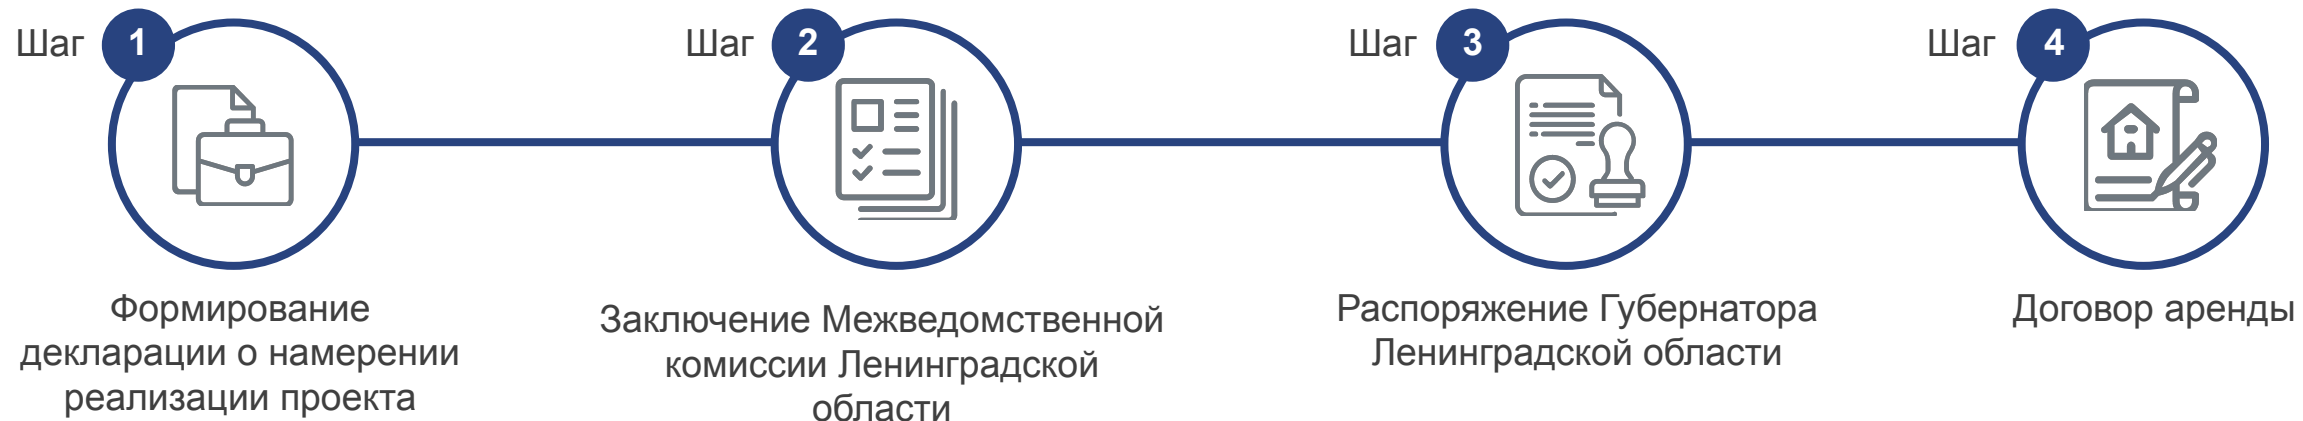 Шаг 1
Формирование
декларации о намерении
реализации проекта
Шаг 2
Заключение Межведомственной
комиссии Ленинградской
области
Шаг 3
Распоряжение Губернатора
Ленинградской области
Шаг 4
Договор аренды